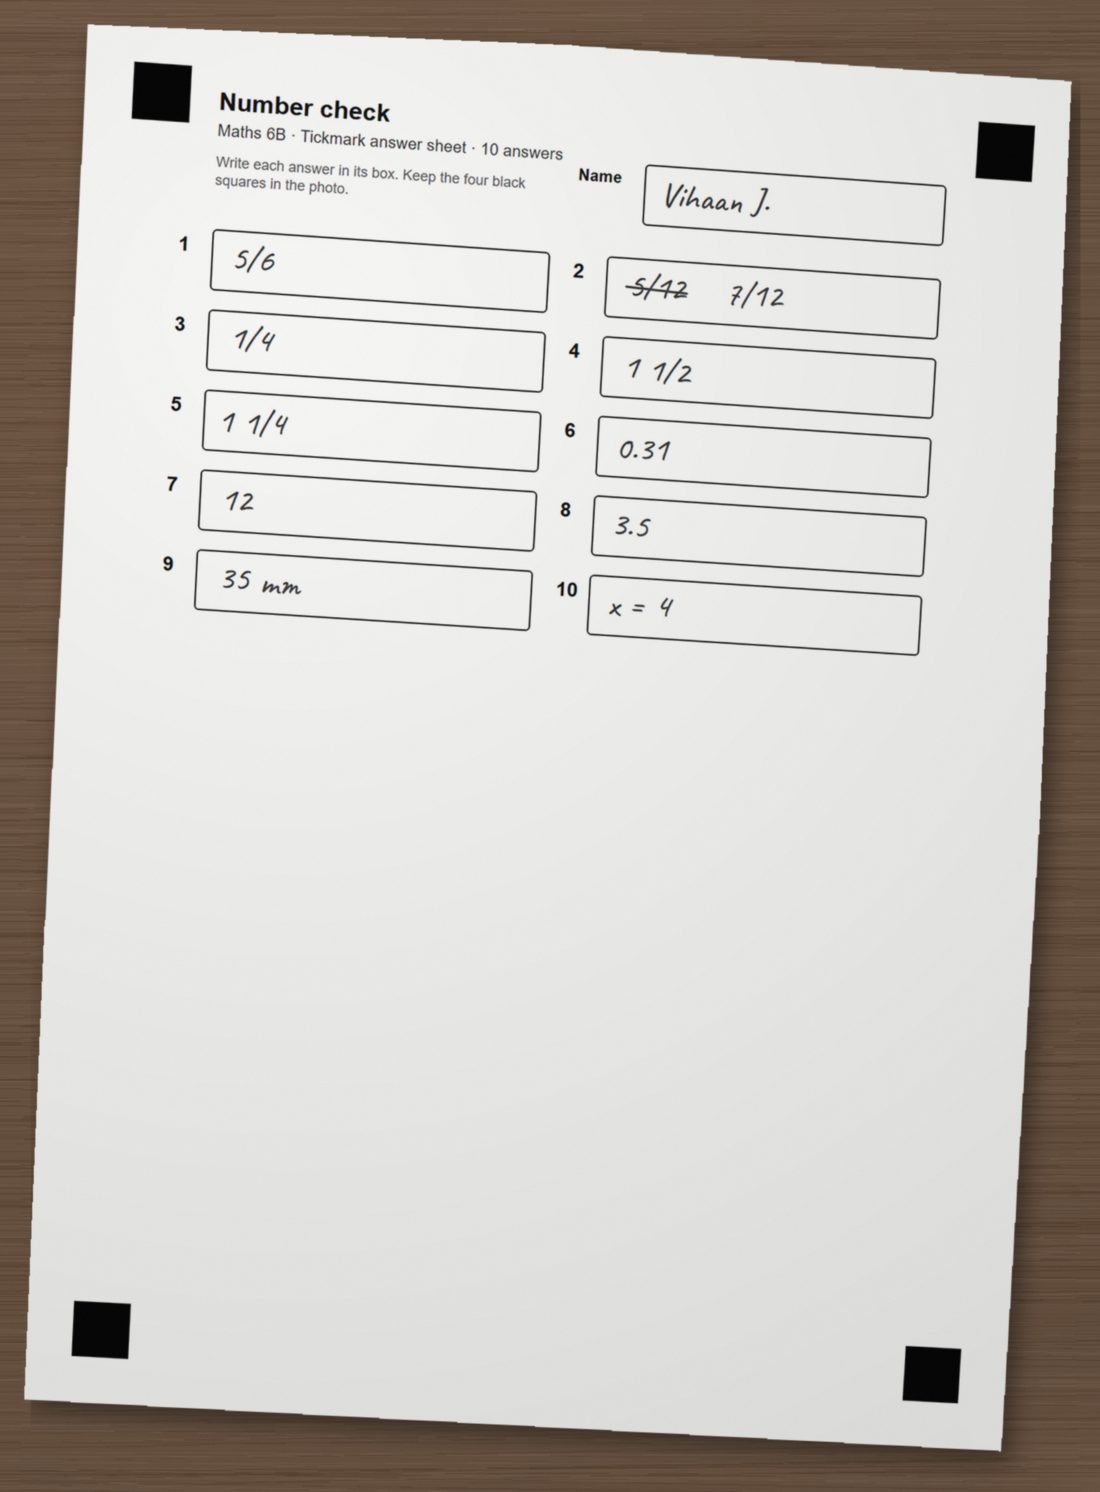 Number check
Maths 6B · Tickmark answer sheet · 10 answers
Write each answer in its box. Keep the four black
squares in the photo.
Name Vihaan J.
1 5/6
2 5/12 7/12
3 1/4
4 1 1/2
5 1 1/4
6 0.31
7 12
8 3.5
9 35 mm
10 x = 4